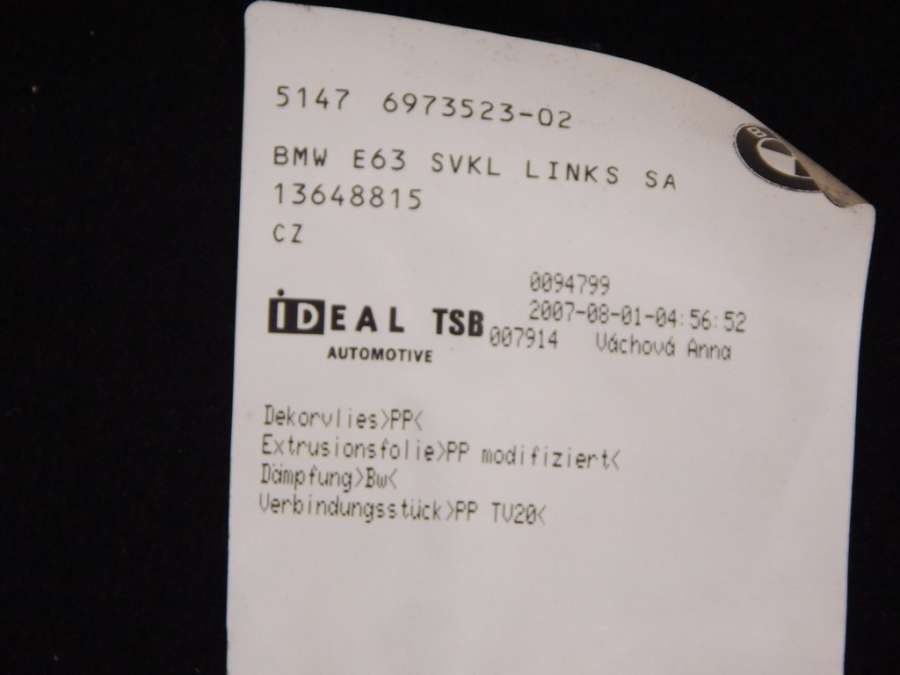 5147 6973523-02
BMW E63 SVKL LINKS SA
13648815
CZ
0094799
iDEAL TSB 2007-08-01-04:56:52
AUTOMOTIVE 007914 Váchová Anna
Dekorvlies>PP<
Extrusionsfolie>PP modifiziert<
Dämpfung>Bw<
Verbindungsstück>PP TV20<